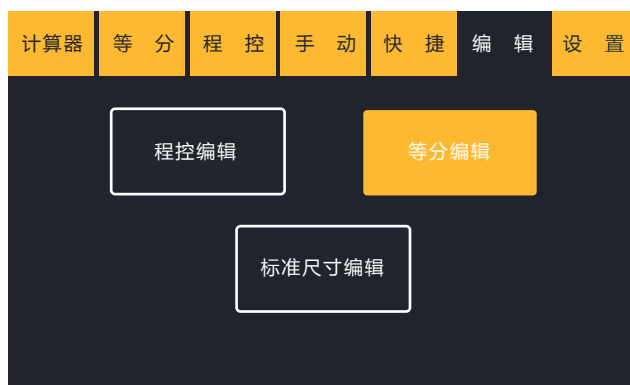 计算器 等 分 程 控 手 动 快 捷 编 辑 设 置
程控编辑 等分编辑
标准尺寸编辑